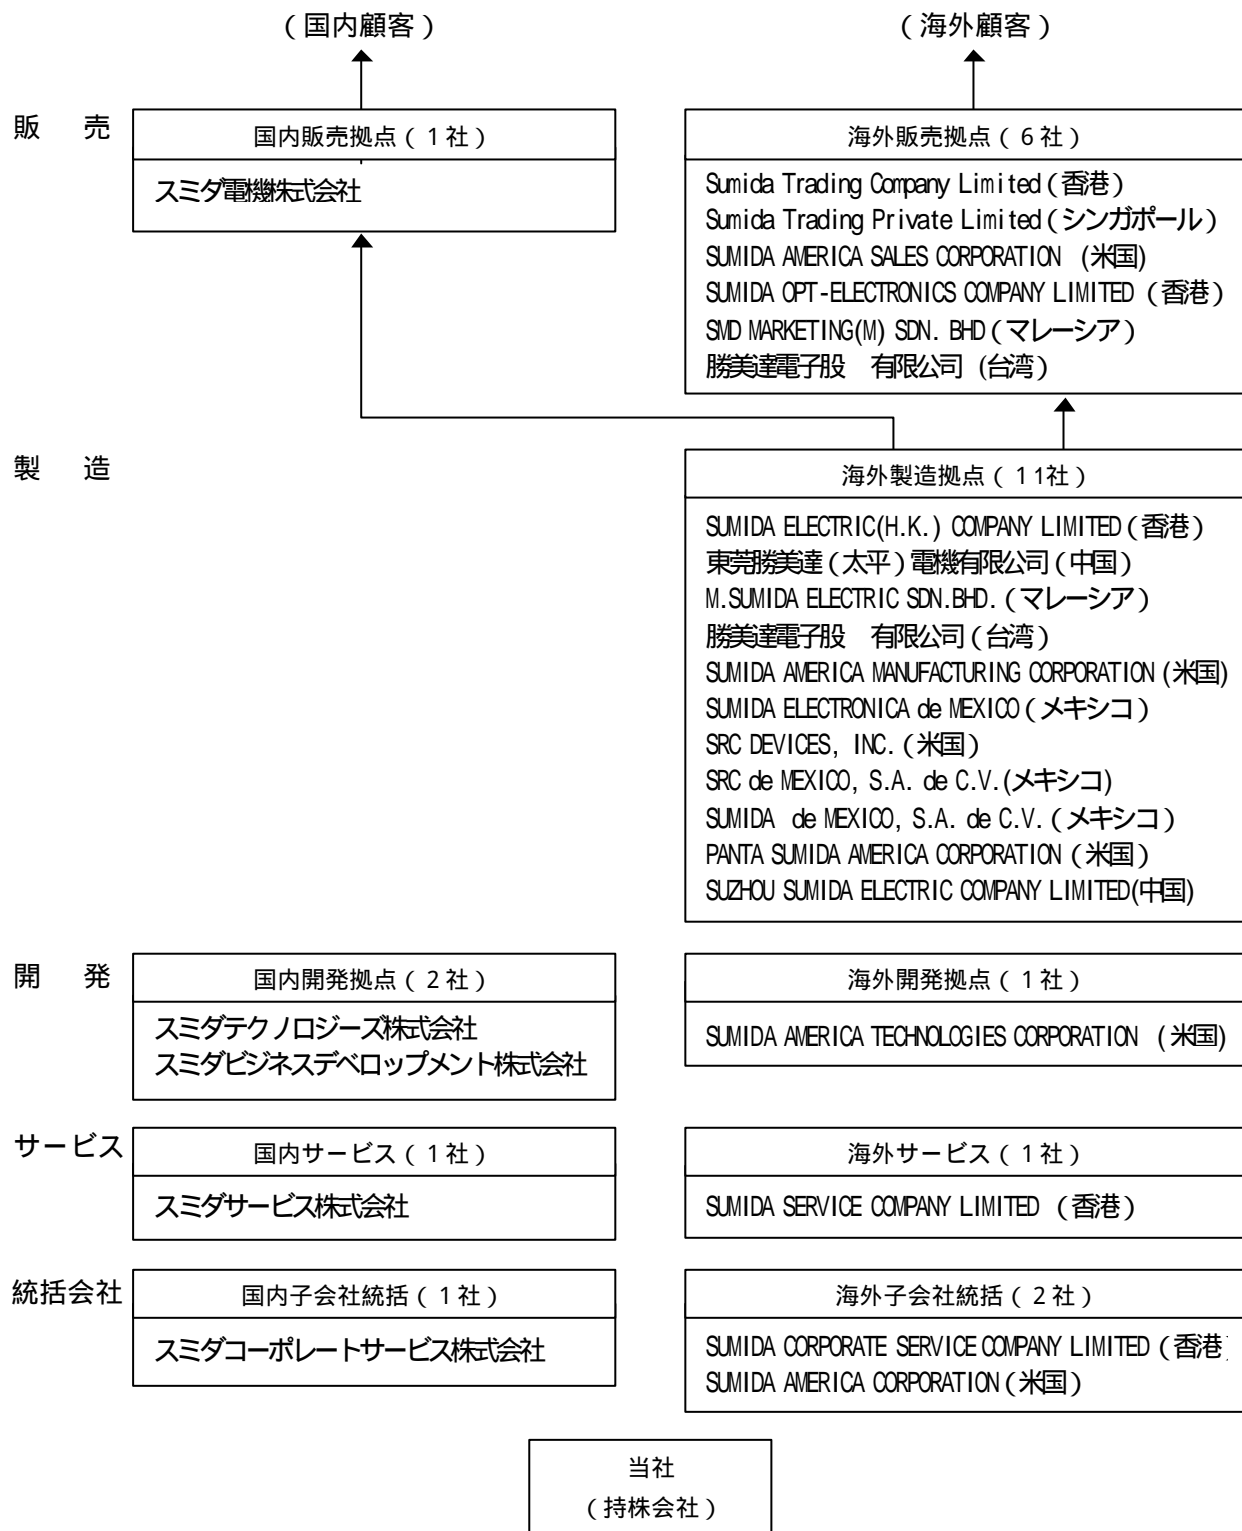 (国内顧客) (海外顧客)
販 売
国内販売拠点(1社)
スミダ電機株式会社
海外販売拠点(6社)
Sumida Trading Company Limited(香港)
Sumida Trading Private Limited(シンガポール)
SUMIDA AMERICA SALES CORPORATION (米国)
SUMIDA OPT-ELECTRONICS COMPANY LIMITED (香港)
SMD MARKETING(M) SDN. BHD(マレーシア)
勝美達電子股 有限公司 (台湾)
製 造
海外製造拠点(11社)
SUMIDA ELECTRIC(H.K.) COMPANY LIMITED(香港)
東莞勝美達(太平)電機有限公司(中国)
M.SUMIDA ELECTRIC SDN.BHD.(マレーシア)
勝美達電子股 有限公司(台湾)
SUMIDA AMERICA MANUFACTURING CORPORATION (米国)
SUMIDA ELECTRONICA de MEXICO(メキシコ)
SRC DEVICES, INC.(米国)
SRC de MEXICO, S.A. de C.V.(メキシコ)
SUMIDA de MEXICO, S.A. de C.V.(メキシコ)
PANTA SUMIDA AMERICA CORPORATION(米国)
SUZHOU SUMIDA ELECTRIC COMPANY LIMITED(中国)
開 発
国内開発拠点(2社)
スミダテクノロジーズ株式会社
スミダビジネスデベロップメント株式会社
海外開発拠点(1社)
SUMIDA AMERICA TECHNOLOGIES CORPORATION (米国)
サービス
国内サービス(1社)
スミダサービス株式会社
海外サービス(1社)
SUMIDA SERVICE COMPANY LIMITED (香港)
統括会社
国内子会社統括(1社)
スミダコーポレートサービス株式会社
海外子会社統括(2社)
SUMIDA CORPORATE SERVICE COMPANY LIMITED(香港)
SUMIDA AMERICA CORPORATION(米国)
当社
(持株会社)